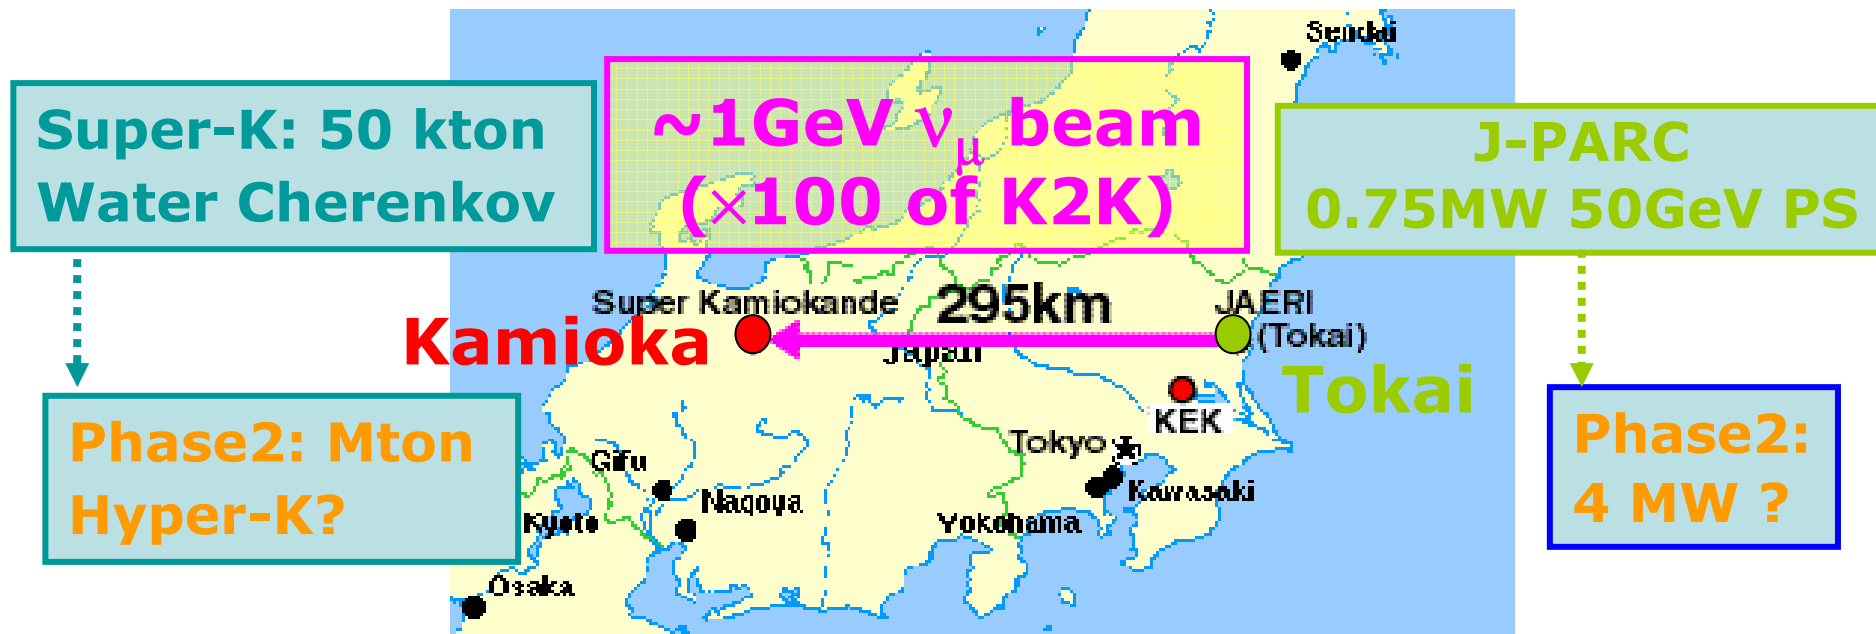 Sendai
Super-K: 50 kton
Water Cherenkov
~1GeV νμ beam
(×100 of K2K)
J-PARC
0.75MW 50GeV PS
Super Kamiokande
295km
JAERI
(Tokai)
Kamioka
Japan
Tokai
KEK
Phase2: Mton
Hyper-K?
Phase2:
4 MW ?
Tokyo
Gifu
Nagoya
Kawasaki
Kyoto
Yokohama
Osaka